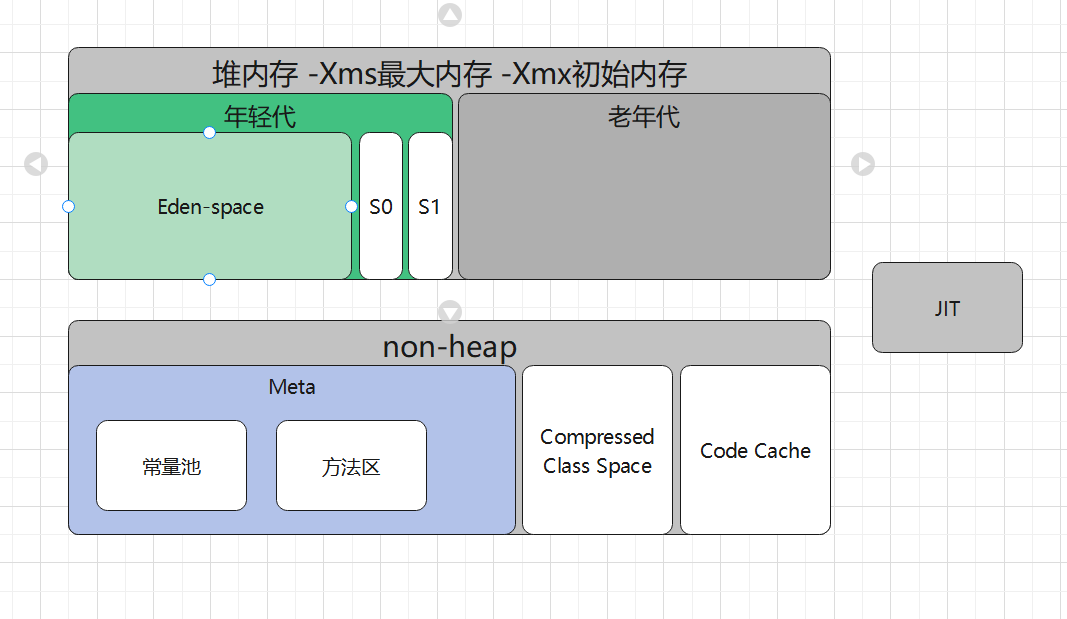 堆内存 -Xms最大内存 -Xmx初始内存
年轻代
老年代
Eden-space
S0
S1
JIT
non-heap
Meta
常量池
方法区
Compressed
Class Space
Code Cache